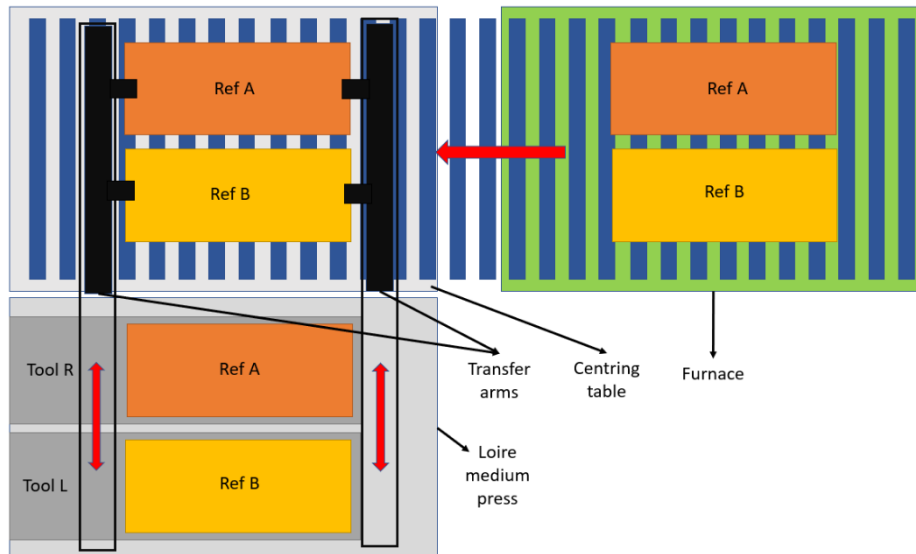 Ref A
Ref A
Ref B
Ref B
Tool R
Ref A
Transfer
arms
Centring
table
Furnace
Tool L
Ref B
Loire
medium
press